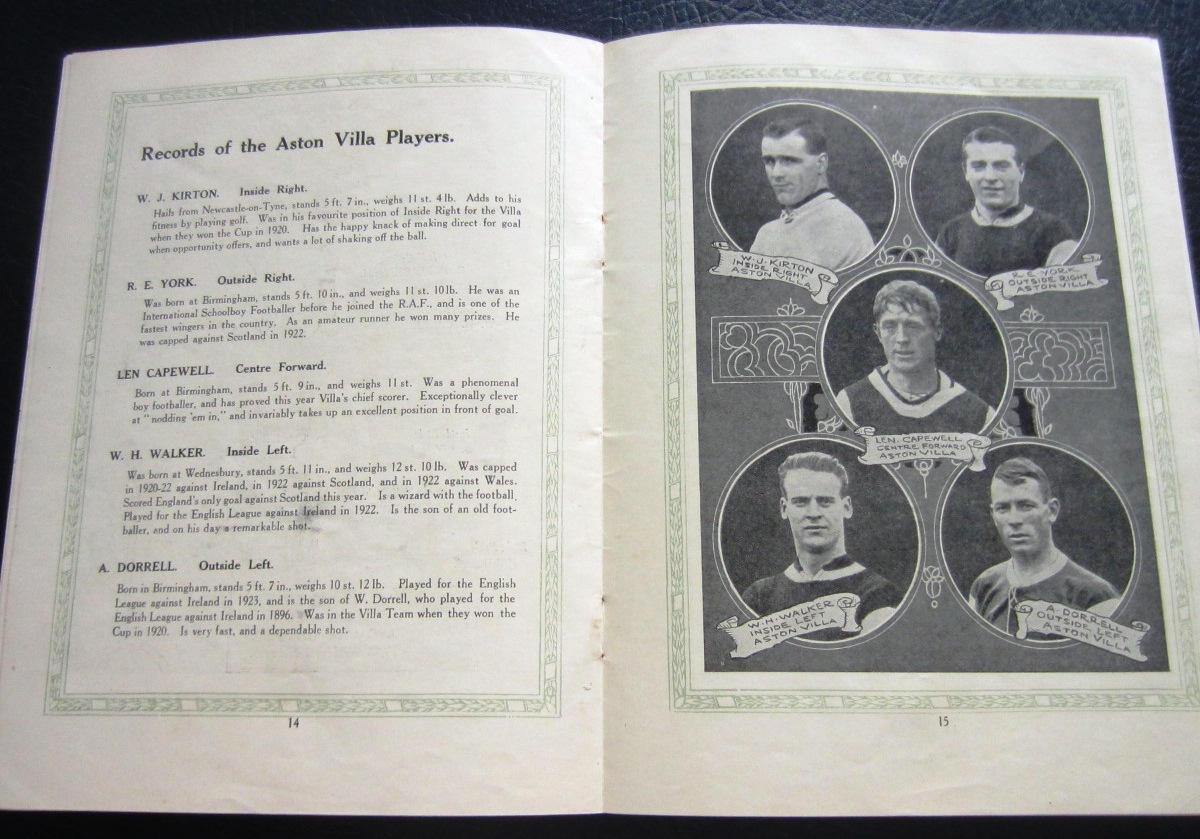 Records of the Aston Villa Players.
W. J. KIRTON. Inside Right.
Hails from Newcastle-on-Tyne, stands 5 ft. 7 in., weighs 11 st. 4 lb. Adds to his
fitness by playing golf. Was in his favourite position of Inside Right for the Villa
when they won the Cup in 1920. Has the happy knack of making direct for goal
when opportunity offers, and wants a lot of shaking off the ball.
R. E. YORK. Outside Right.
Was born at Birmingham, stands 5 ft. 10 in., and weighs 11 st. 10 lb. He was an
International Schoolboy Footballer before he joined the R.A.F., and is one of the
fastest wingers in the country. As an amateur runner he won many prizes. He
was capped against Scotland in 1922.
LEN CAPEWELL. Centre Forward.
Born at Birmingham, stands 5 ft. 9 in., and weighs 11 st. Was a phenomenal
boy footballer, and has proved this year Villa's chief scorer. Exceptionally clever
at "nodding 'em in," and invariably takes up an excellent position in front of goal.
W. H. WALKER. Inside Left.
Was born at Wednesbury, stands 5 ft. 11 in., and weighs 12 st. 10 lb. Was capped
in 1920-22 against Ireland, in 1922 against Scotland, and in 1922 against Wales.
Scored England's only goal against Scotland this year. Is a wizard with the football.
Played for the English League against Ireland in 1922. Is the son of an old foot-
baller, and on his day a remarkable shot.
A. DORRELL. Outside Left.
Born in Birmingham, stands 5 ft. 7 in., weighs 10 st. 12 lb. Played for the English
League against Ireland in 1923, and is the son of W. Dorrell, who played for the
English League against Ireland in 1896. Was in the Villa Team when they won the
Cup in 1920. Is very fast, and a dependable shot.
14
W. J. KIRTON
INSIDE RIGHT
ASTON VILLA
R. E. YORK
OUTSIDE RIGHT
ASTON VILLA
LEN. CAPEWELL
CENTRE FORWARD
ASTON VILLA
W. H. WALKER
INSIDE LEFT
ASTON VILLA
A. DORRELL
OUTSIDE LEFT
ASTON VILLA
15